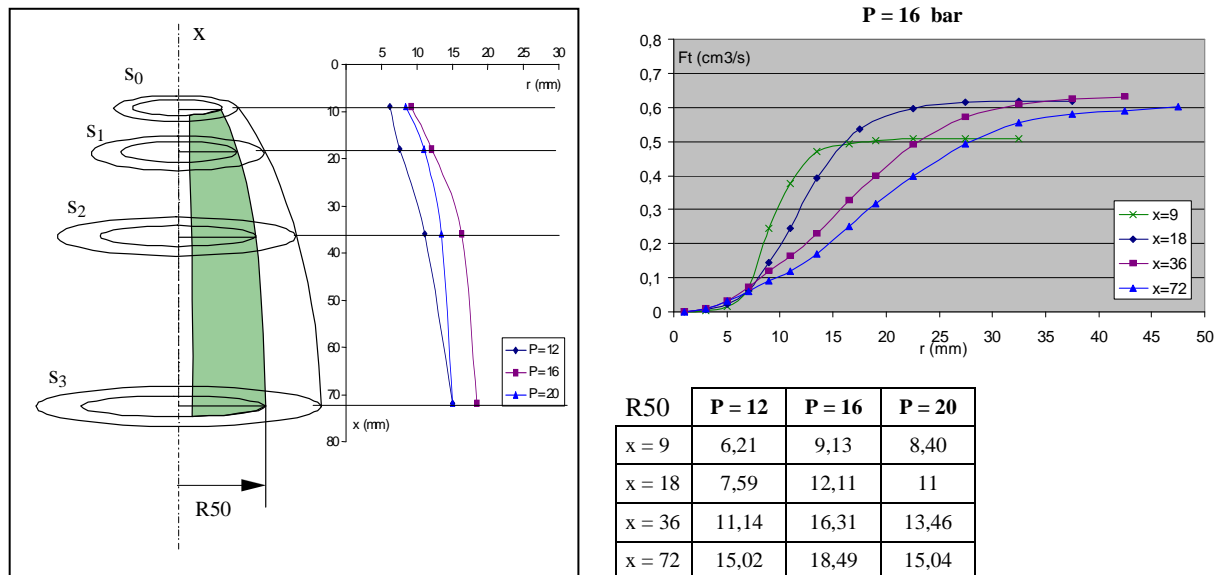 x
s0
s1
s2
s3
R50
5 10 15 20 25 30
r (mm)
0
10
20
30
40
50
60
70
80
x (mm)
P=12
P=16
P=20
P = 16 bar
Ft (cm3/s)
0,8
0,7
0,6
0,5
0,4
0,3
0,2
0,1
0
0 5 10 15 20 25 30 35 40 45 50
r (mm)
x=9
x=18
x=36
x=72
R50 P = 12 P = 16 P = 20
x = 9 6,21 9,13 8,40
x = 18 7,59 12,11 11
x = 36 11,14 16,31 13,46
x = 72 15,02 18,49 15,04